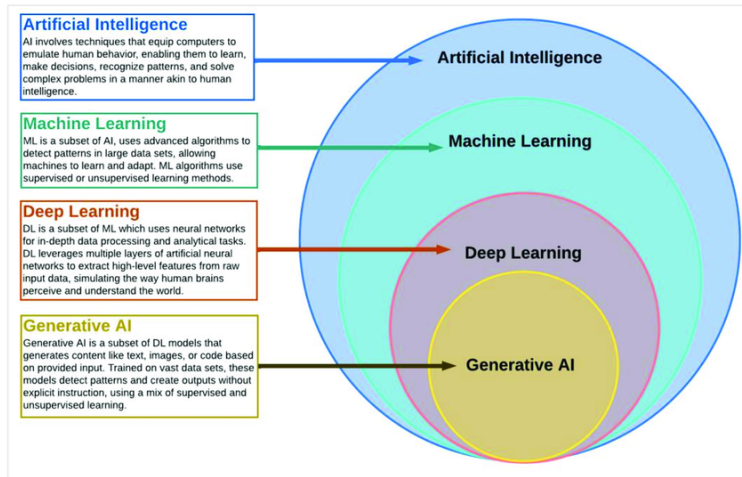 Artificial Intelligence
AI involves techniques that equip computers to
emulate human behavior, enabling them to learn,
make decisions, recognize patterns, and solve
complex problems in a manner akin to human
intelligence.
Machine Learning
ML is a subset of AI, uses advanced algorithms to
detect patterns in large data sets, allowing
machines to learn and adapt. ML algorithms use
supervised or unsupervised learning methods.
Deep Learning
DL is a subset of ML which uses neural networks
for in-depth data processing and analytical tasks.
DL leverages multiple layers of artificial neural
networks to extract high-level features from raw
input data, simulating the way human brains
perceive and understand the world.
Generative AI
Generative AI is a subset of DL models that
generates content like text, images, or code based
on provided input. Trained on vast data sets, these
models detect patterns and create outputs without
explicit instruction, using a mix of supervised and
unsupervised learning.
Artificial Intelligence
Machine Learning
Deep Learning
Generative AI